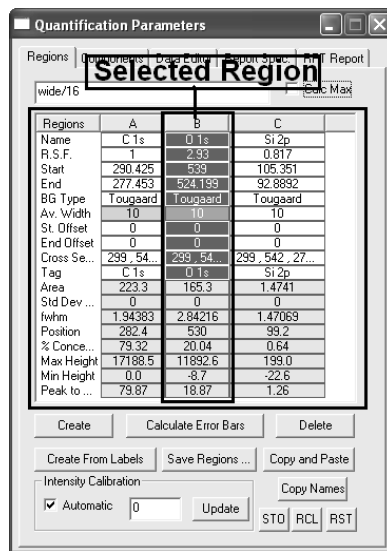 Quantification Parameters
Regions Components Data Editor Report Spec. RPT Report
Selected Region
wide/16 Calc Max
Regions A B C
Name C 1s O 1s Si 2p
R.S.F. 1 2.93 0.817
Start 290.425 539 105.351
End 277.453 524.199 92.8892
BG Type Tougaard Tougaard Tougaard
Av. Width 10 10 10
St. Offset 0 0 0
End Offset 0 0 0
Cross Se... 299 , 54... 299 , 54... 299 , 542 , 27...
Tag C 1s O 1s Si 2p
Area 223.3 165.3 1.4741
Std Dev ... 0 0 0
fwhm 1.94383 2.84216 1.47069
Position 282.4 530 99.2
% Conce... 79.32 20.04 0.64
Max Height 17188.5 11892.6 199.0
Min Height 0.0 -8.7 -22.6
Peak to ... 79.87 18.87 1.26
Create Calculate Error Bars Delete
Create From Labels Save Regions ... Copy and Paste
Intensity Calibration Copy Names
Automatic 0 Update STO RCL RST